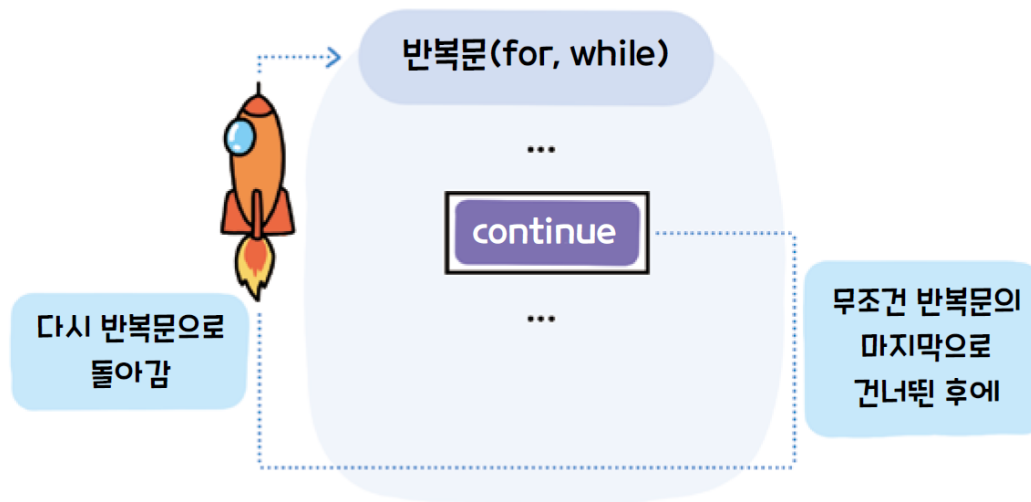 반복문(for, while)
...
continue
...
다시 반복문으로
돌아감
무조건 반복문의
마지막으로
건너뛴 후에